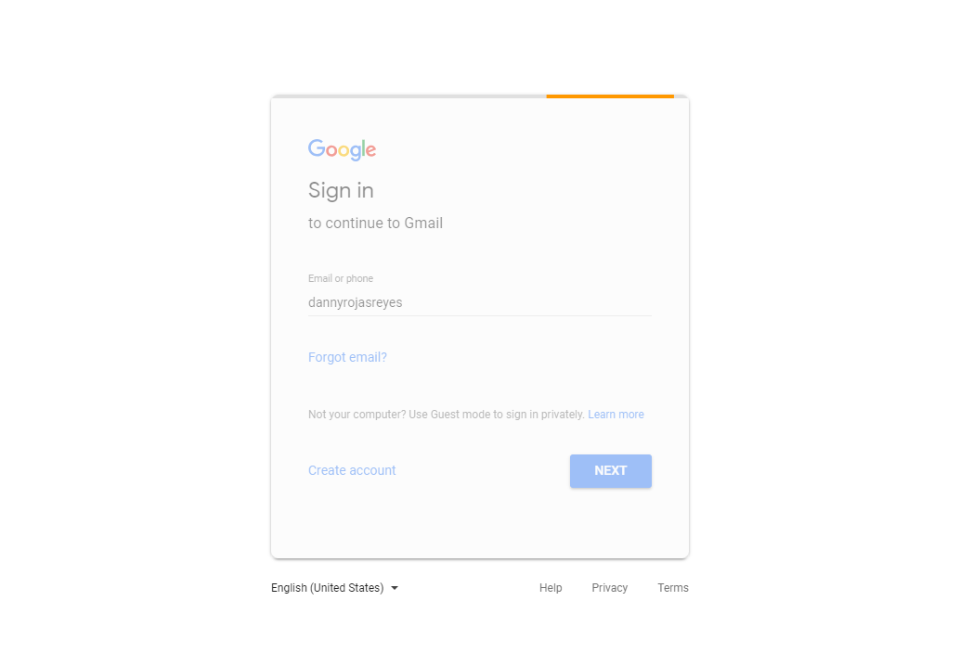 Google
Sign in
to continue to Gmail
Email or phone
dannyrojasreyes
Forgot email?
Not your computer? Use Guest mode to sign in privately. Learn more
Create account NEXT
English (United States) Help Privacy Terms